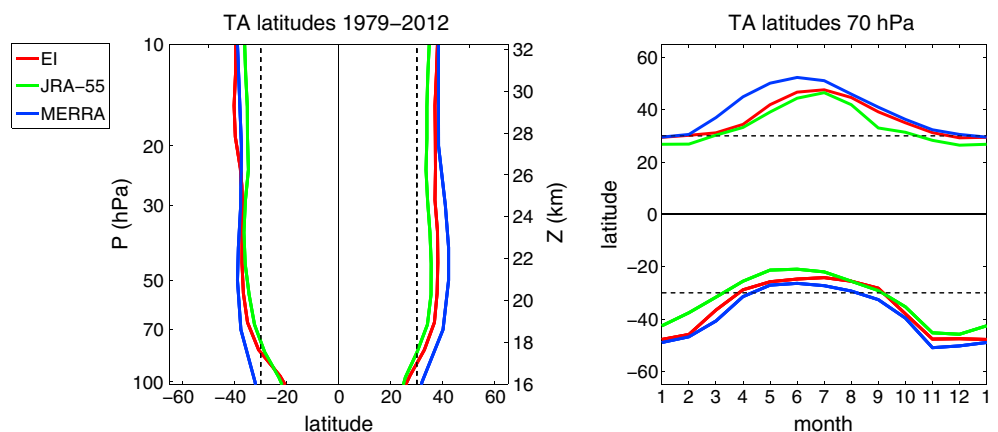 TA latitudes 1979−2012
EI
JRA−55
MERRA
10
20
30
50
70
100
P (hPa)
−60 −40 −20 0 20 40 60
latitude
32
30
28
26
24
22
20
18
16
Z (km)
TA latitudes 70 hPa
60
40
20
0
−20
−40
−60
latitude
1 2 3 4 5 6 7 8 9 10 11 12 1
month